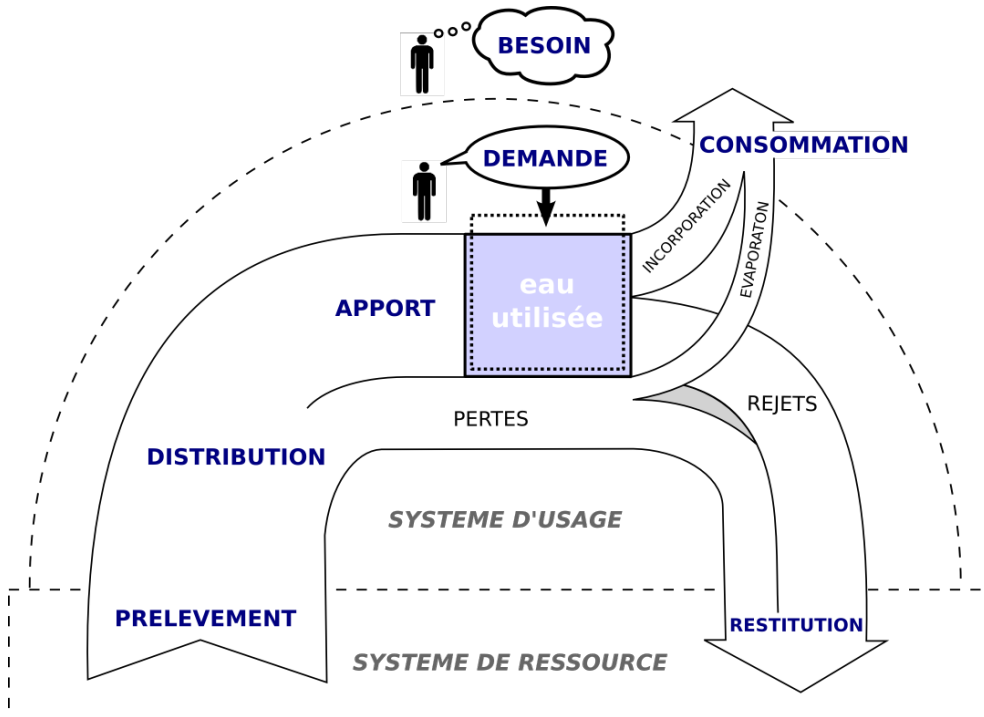 BESOIN
DEMANDE
CONSOMMATION
INCORPORATION
EVAPORATON
eau
utilisée
APPORT
REJETS
PERTES
DISTRIBUTION
SYSTEME D'USAGE
PRELEVEMENT
RESTITUTION
SYSTEME DE RESSOURCE